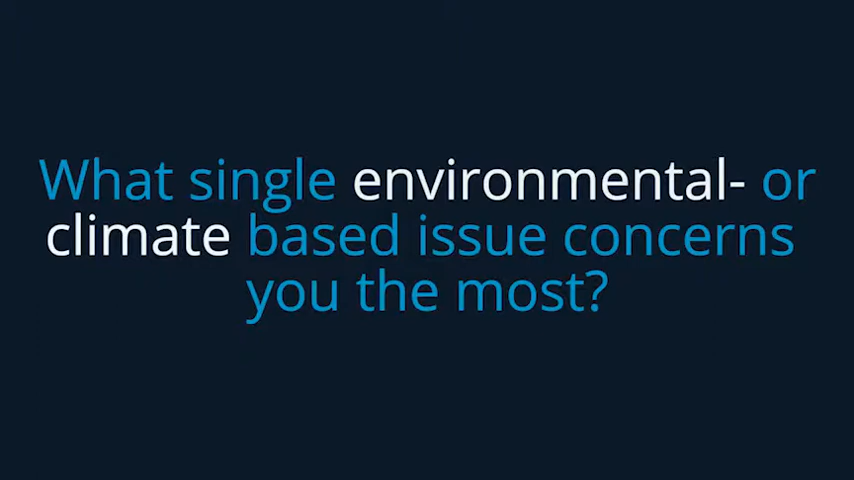 What single environmental- or
climate based issue concerns
you the most?